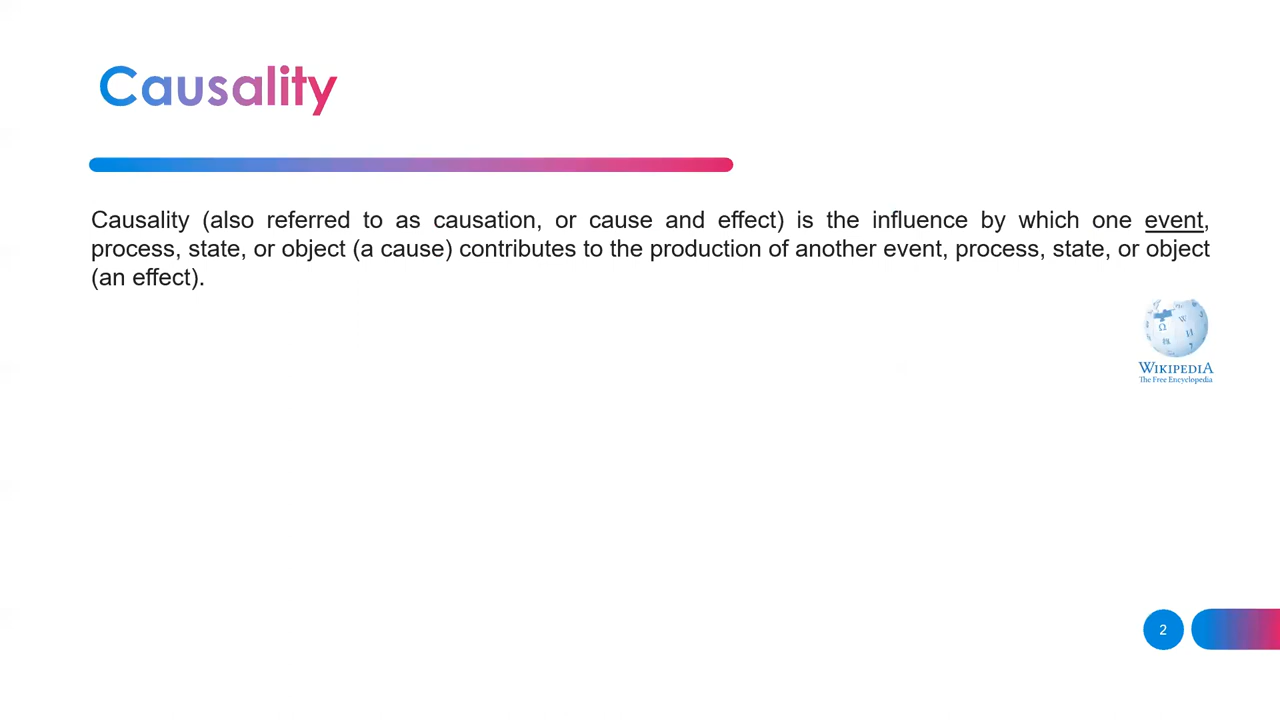 Causality
Causality (also referred to as causation, or cause and effect) is the influence by which one event,
process, state, or object (a cause) contributes to the production of another event, process, state, or object
(an effect).
WIKIPEDIA
The Free Encyclopedia
2